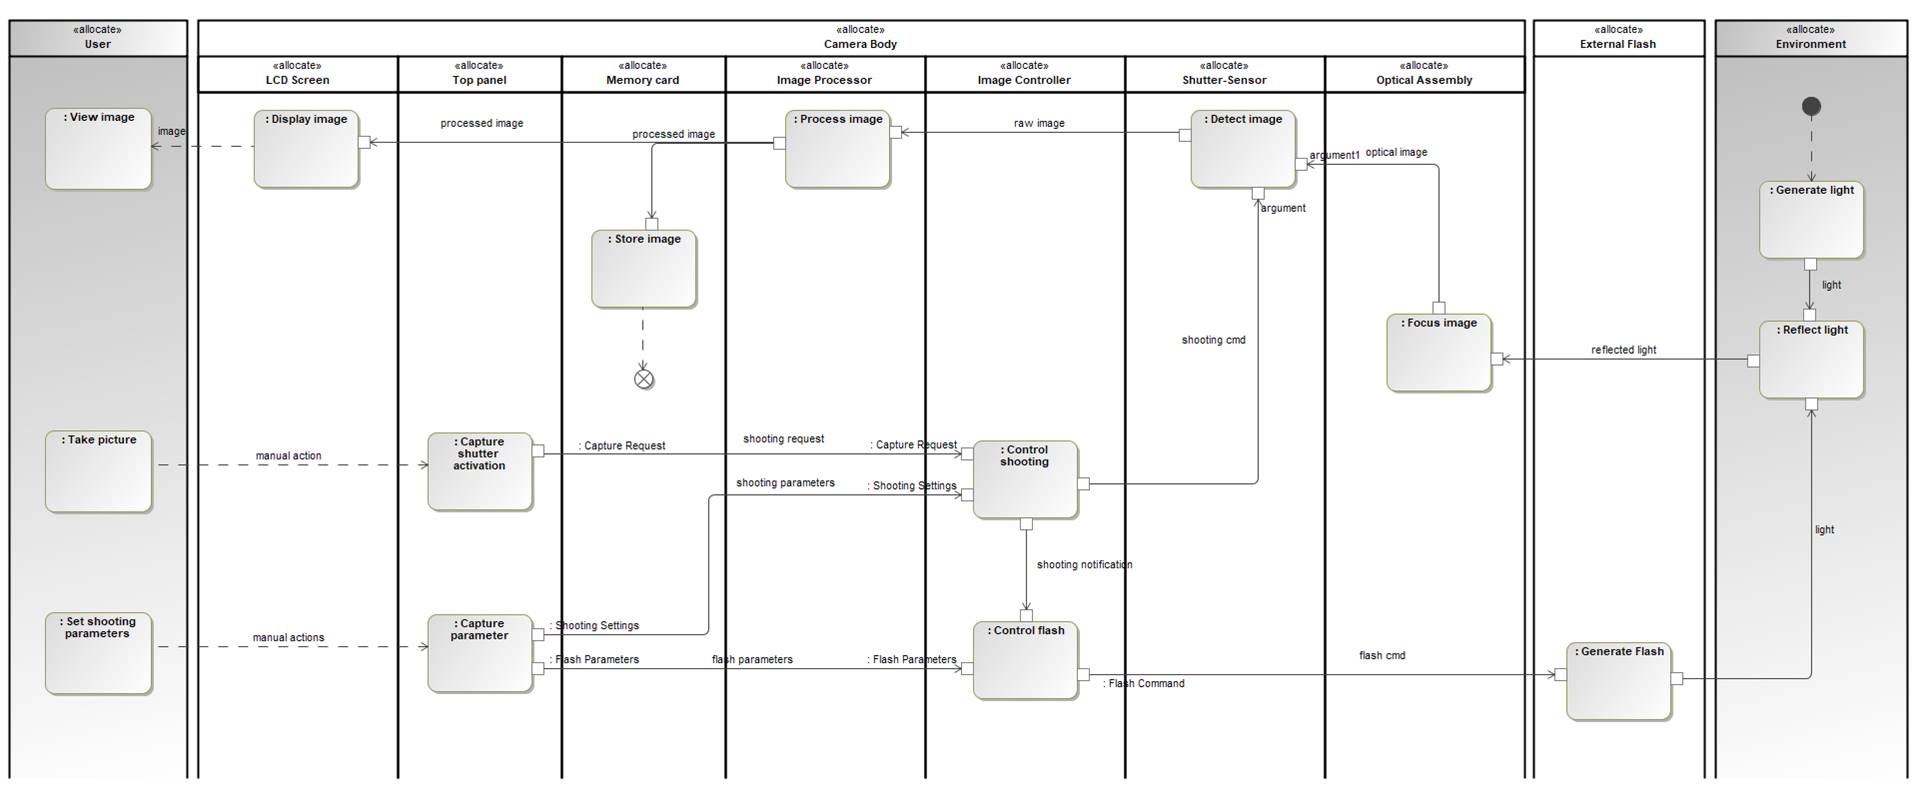 «allocate»
User
«allocate»
Camera Body
«allocate»
External Flash
«allocate»
Environment
«allocate»
LCD Screen
«allocate»
Top panel
«allocate»
Memory card
«allocate»
Image Processor
«allocate»
Image Controller
«allocate»
Shutter-Sensor
«allocate»
Optical Assembly
: View image
image
: Display image
processed image
processed image
: Process image
raw image
: Detect image
argument1
optical image
argument
: Generate light
light
: Store image
: Focus image
reflected light
: Reflect light
shooting cmd
: Take picture
manual action
: Capture
shutter
activation
: Capture Request
shooting request
: Capture Request
: Control
shooting
shooting parameters
: Shooting Settings
light
shooting notification
: Set shooting
parameters
manual actions
: Capture
parameter
: Shooting Settings
: Flash Parameters
flash parameters
: Flash Parameters
: Control flash
: Flash Command
flash cmd
: Generate Flash